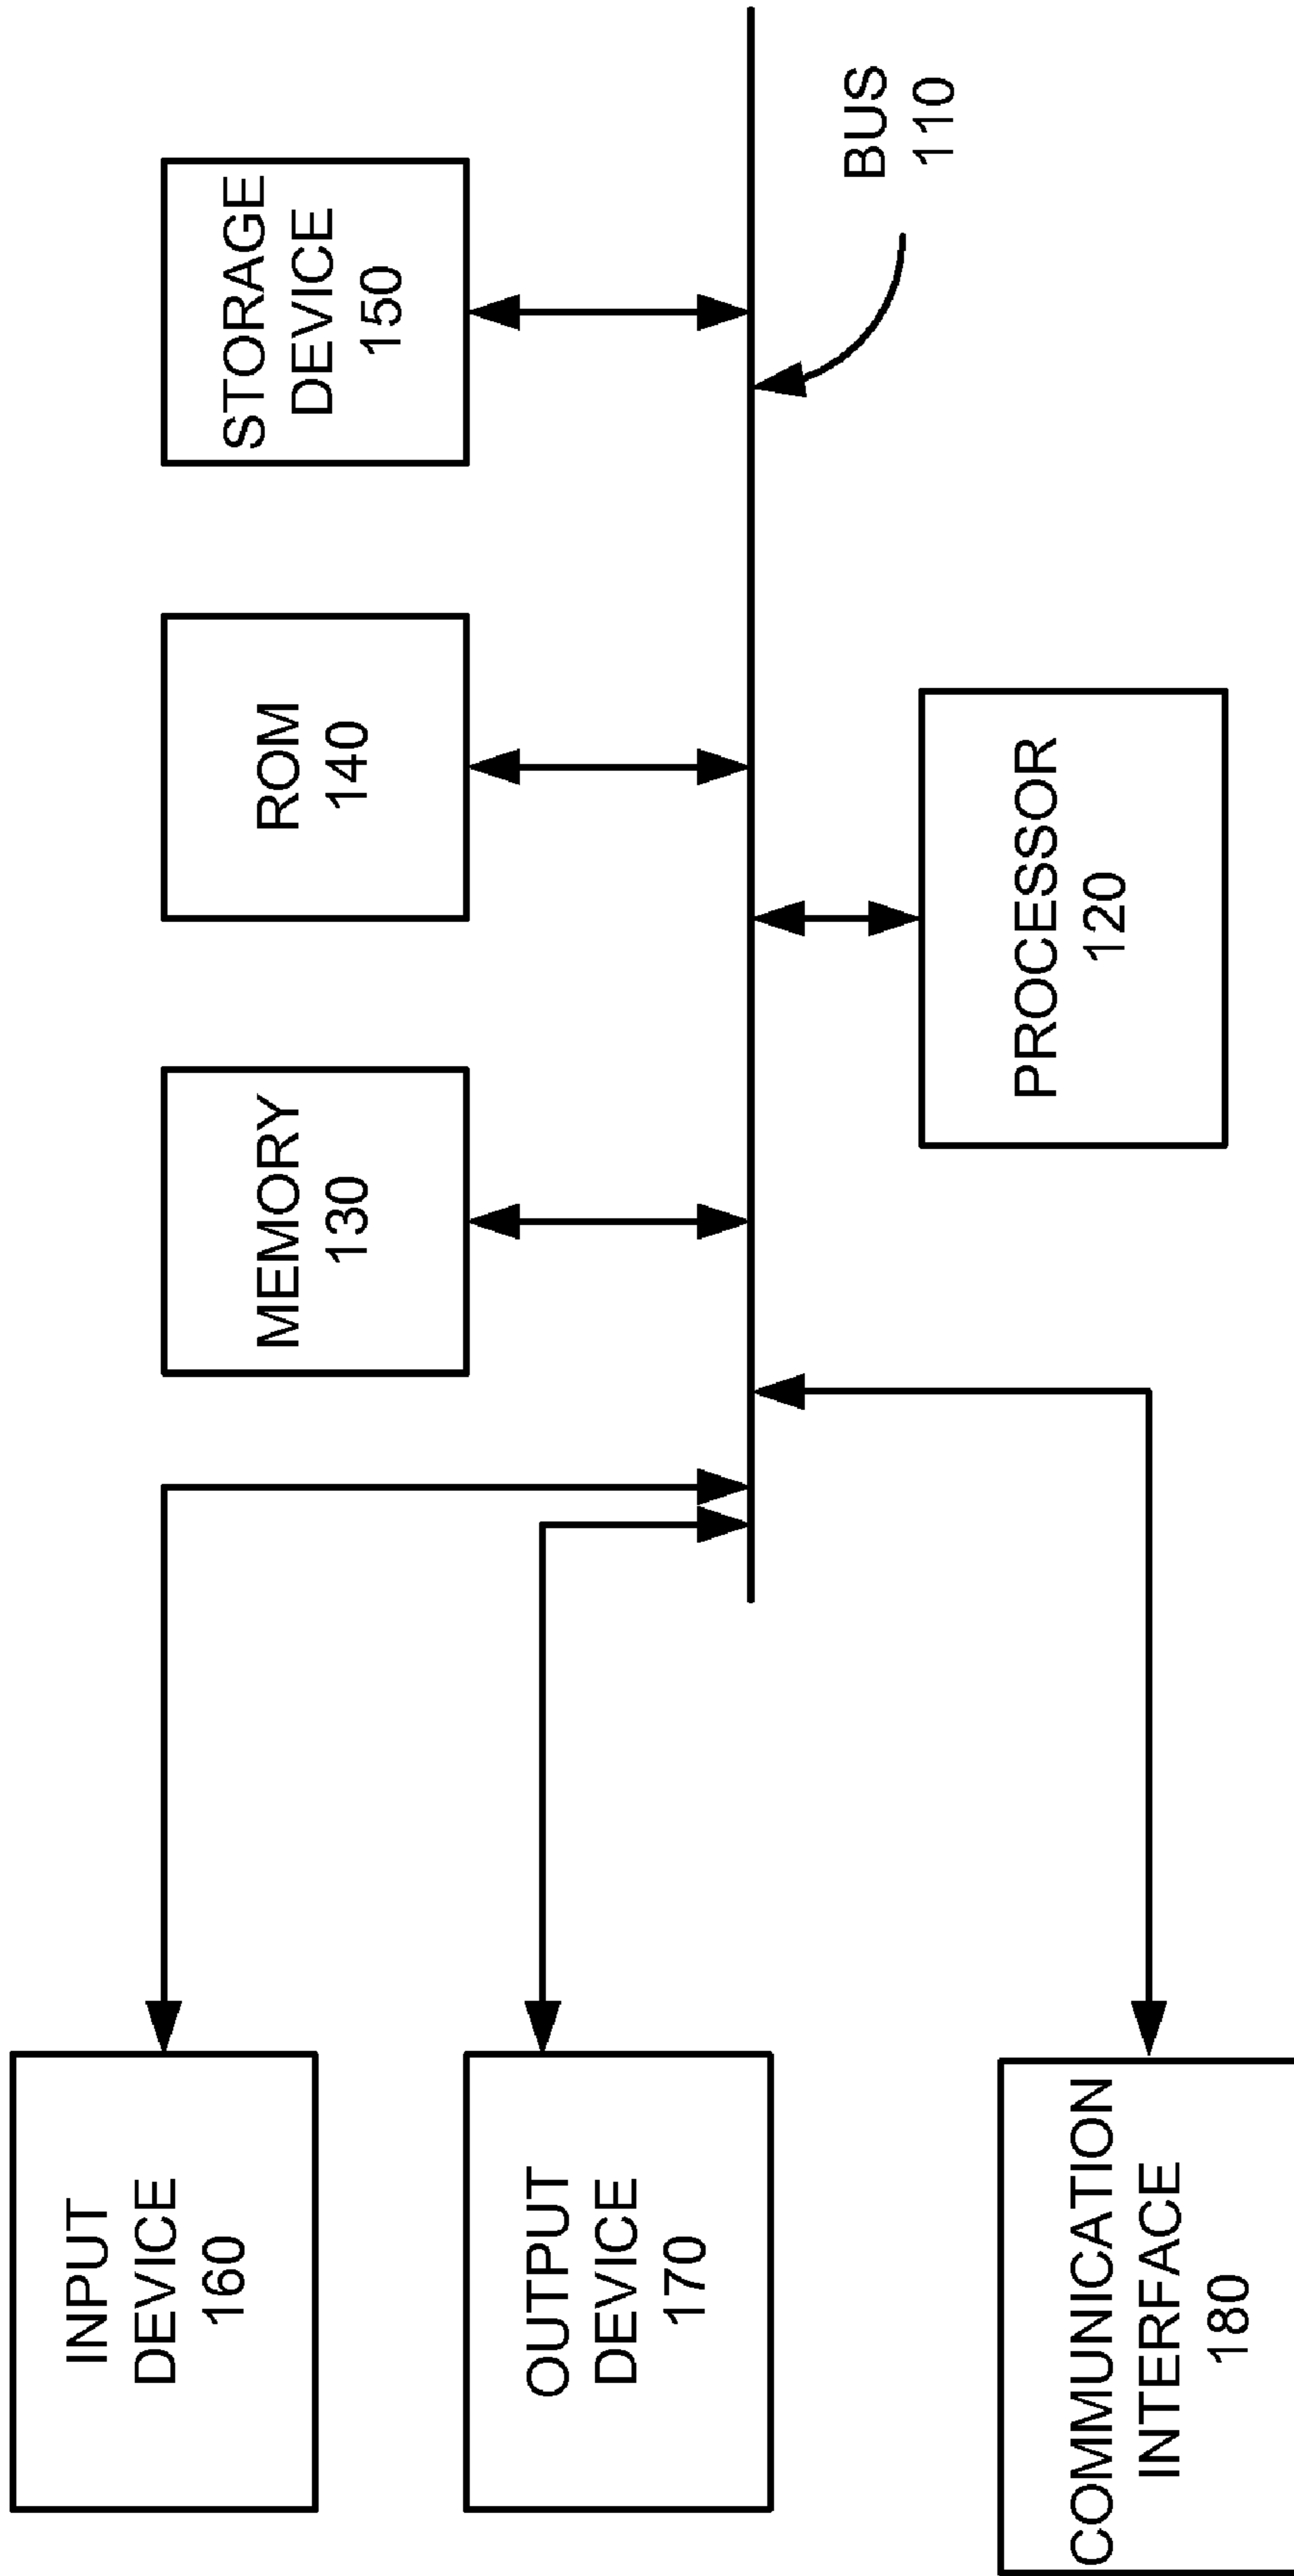 INPUT
DEVICE
160
OUTPUT
DEVICE
170
COMMUNICATION
INTERFACE
180
MEMORY
130
ROM
140
STORAGE
DEVICE
150
PROCESSOR
120
BUS
110